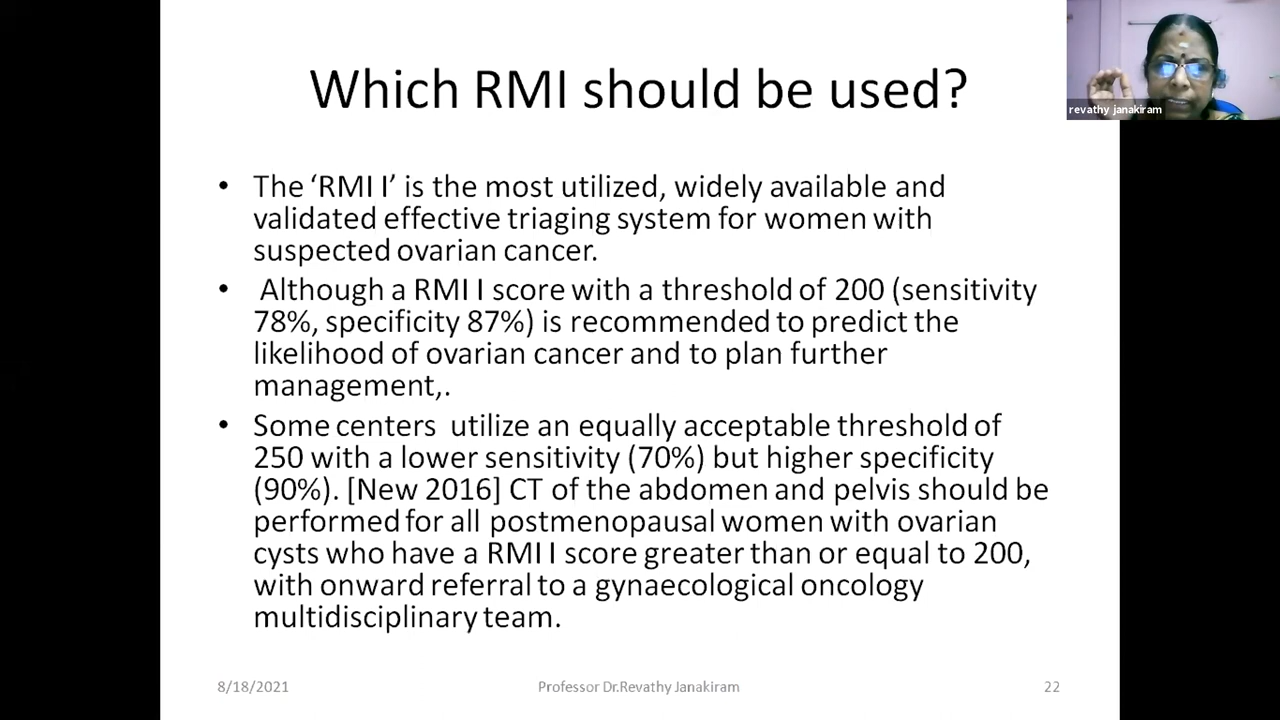 Which RMI should be used?
revathy janakiram
• The ‘RMI I’ is the most utilized, widely available and
validated effective triaging system for women with
suspected ovarian cancer.
• Although a RMI I score with a threshold of 200 (sensitivity
78%, specificity 87%) is recommended to predict the
likelihood of ovarian cancer and to plan further
management,.
• Some centers utilize an equally acceptable threshold of
250 with a lower sensitivity (70%) but higher specificity
(90%). [New 2016] CT of the abdomen and pelvis should be
performed for all postmenopausal women with ovarian
cysts who have a RMI I score greater than or equal to 200,
with onward referral to a gynaecological oncology
multidisciplinary team.
8/18/2021
Professor Dr.Revathy Janakiram
22